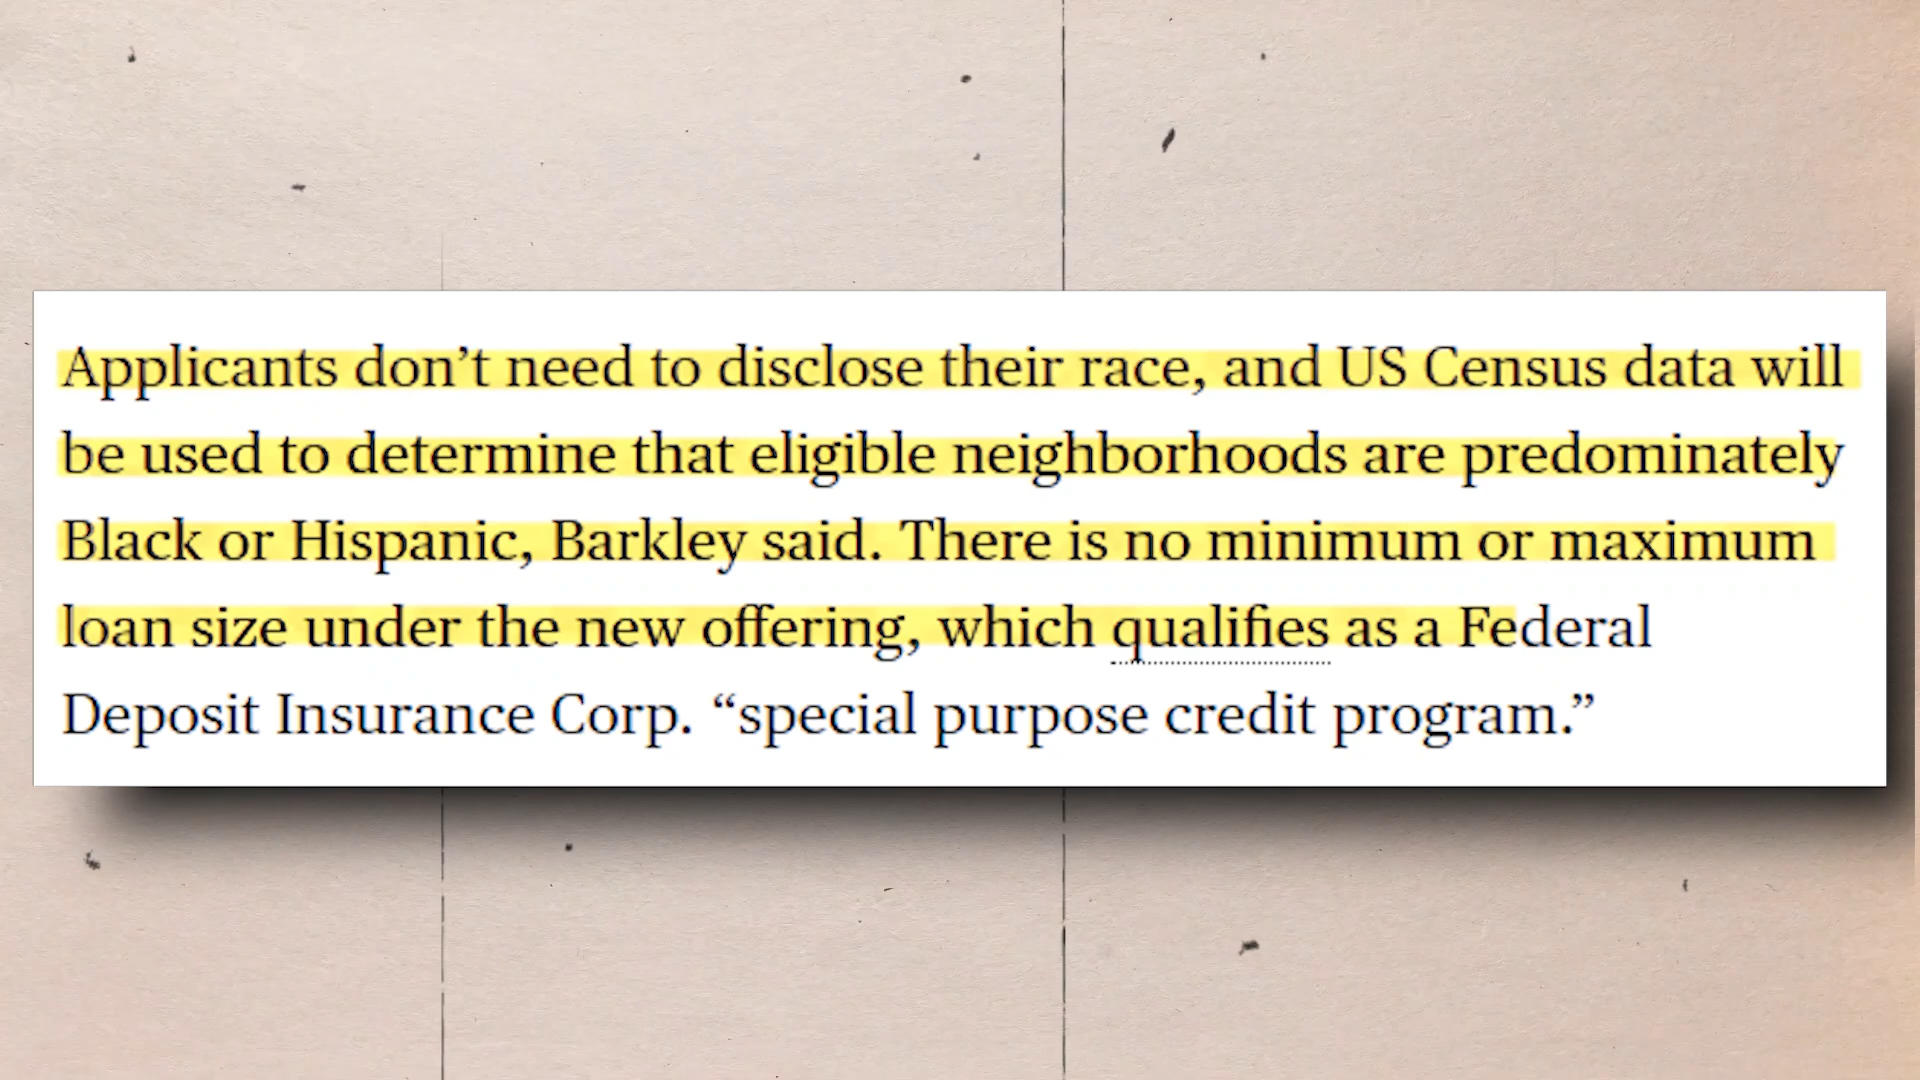 Applicants don’t need to disclose their race, and US Census data will
be used to determine that eligible neighborhoods are predominately
Black or Hispanic, Barkley said. There is no minimum or maximum
loan size under the new offering, which qualifies as a Federal
Deposit Insurance Corp. “special purpose credit program.”